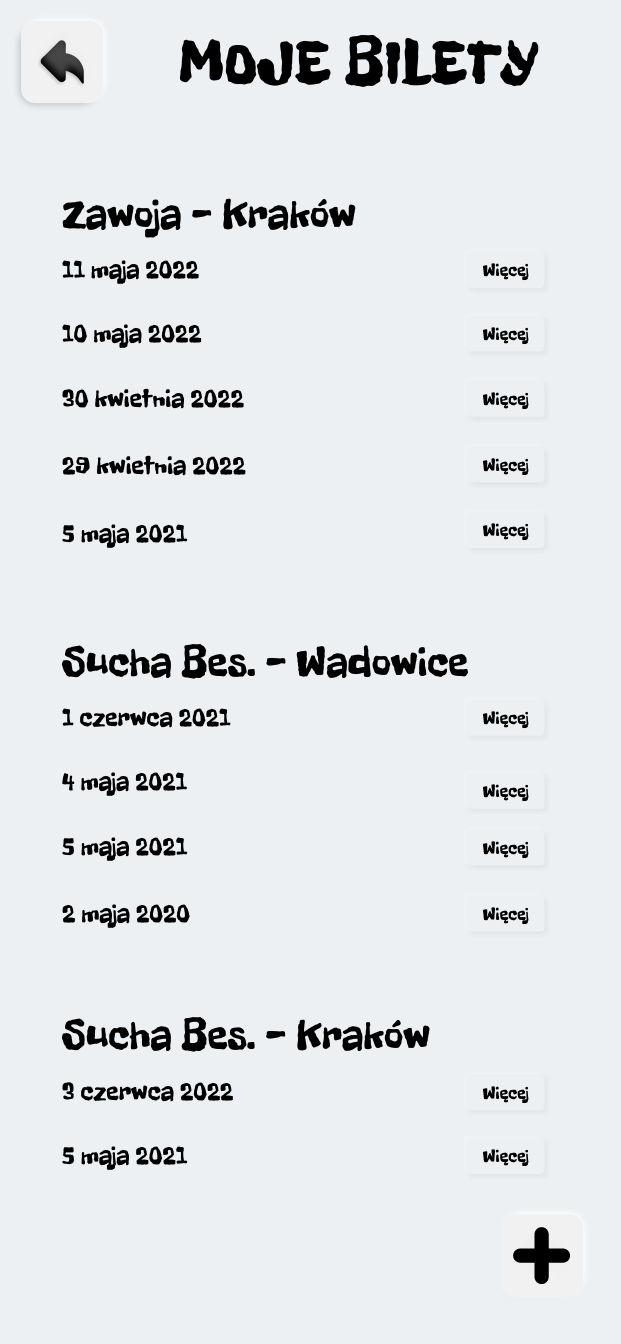 MOJE BILETY
Zawoja - Kraków
11 maja 2022 Więcej
10 maja 2022 Więcej
30 kwietnia 2022 Więcej
29 kwietnia 2022 Więcej
5 maja 2021 Więcej
Sucha Bes. - Wadowice
1 czerwca 2021 Więcej
4 maja 2021 Więcej
5 maja 2021 Więcej
2 maja 2020 Więcej
Sucha Bes. - Kraków
3 czerwca 2022 Więcej
5 maja 2021 Więcej